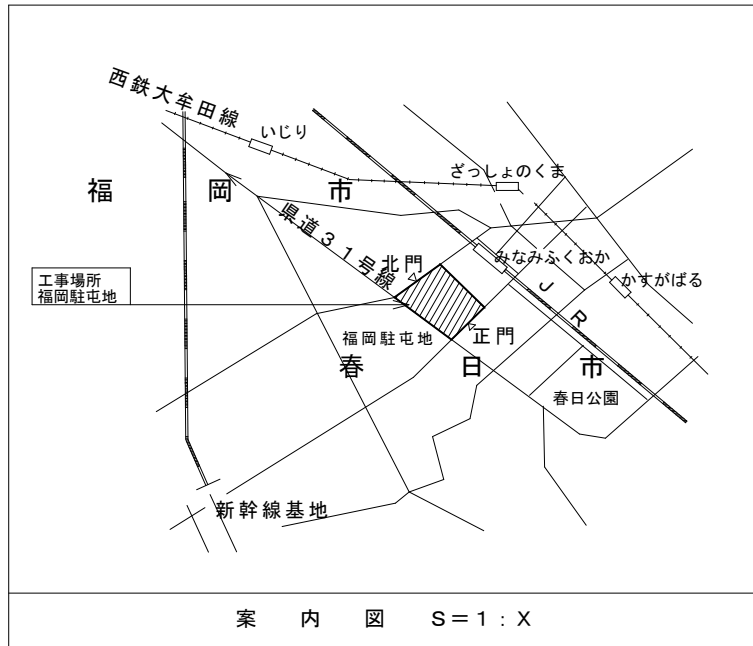 西鉄大牟田線
いじり
ざっしょのくま
福岡市
県道31号線
北門
みなみふくおか
かすがばる
工事場所
福岡駐屯地
JR
正門
福岡駐屯地
春日市
春日公園
新幹線基地
案内図 S=1:X